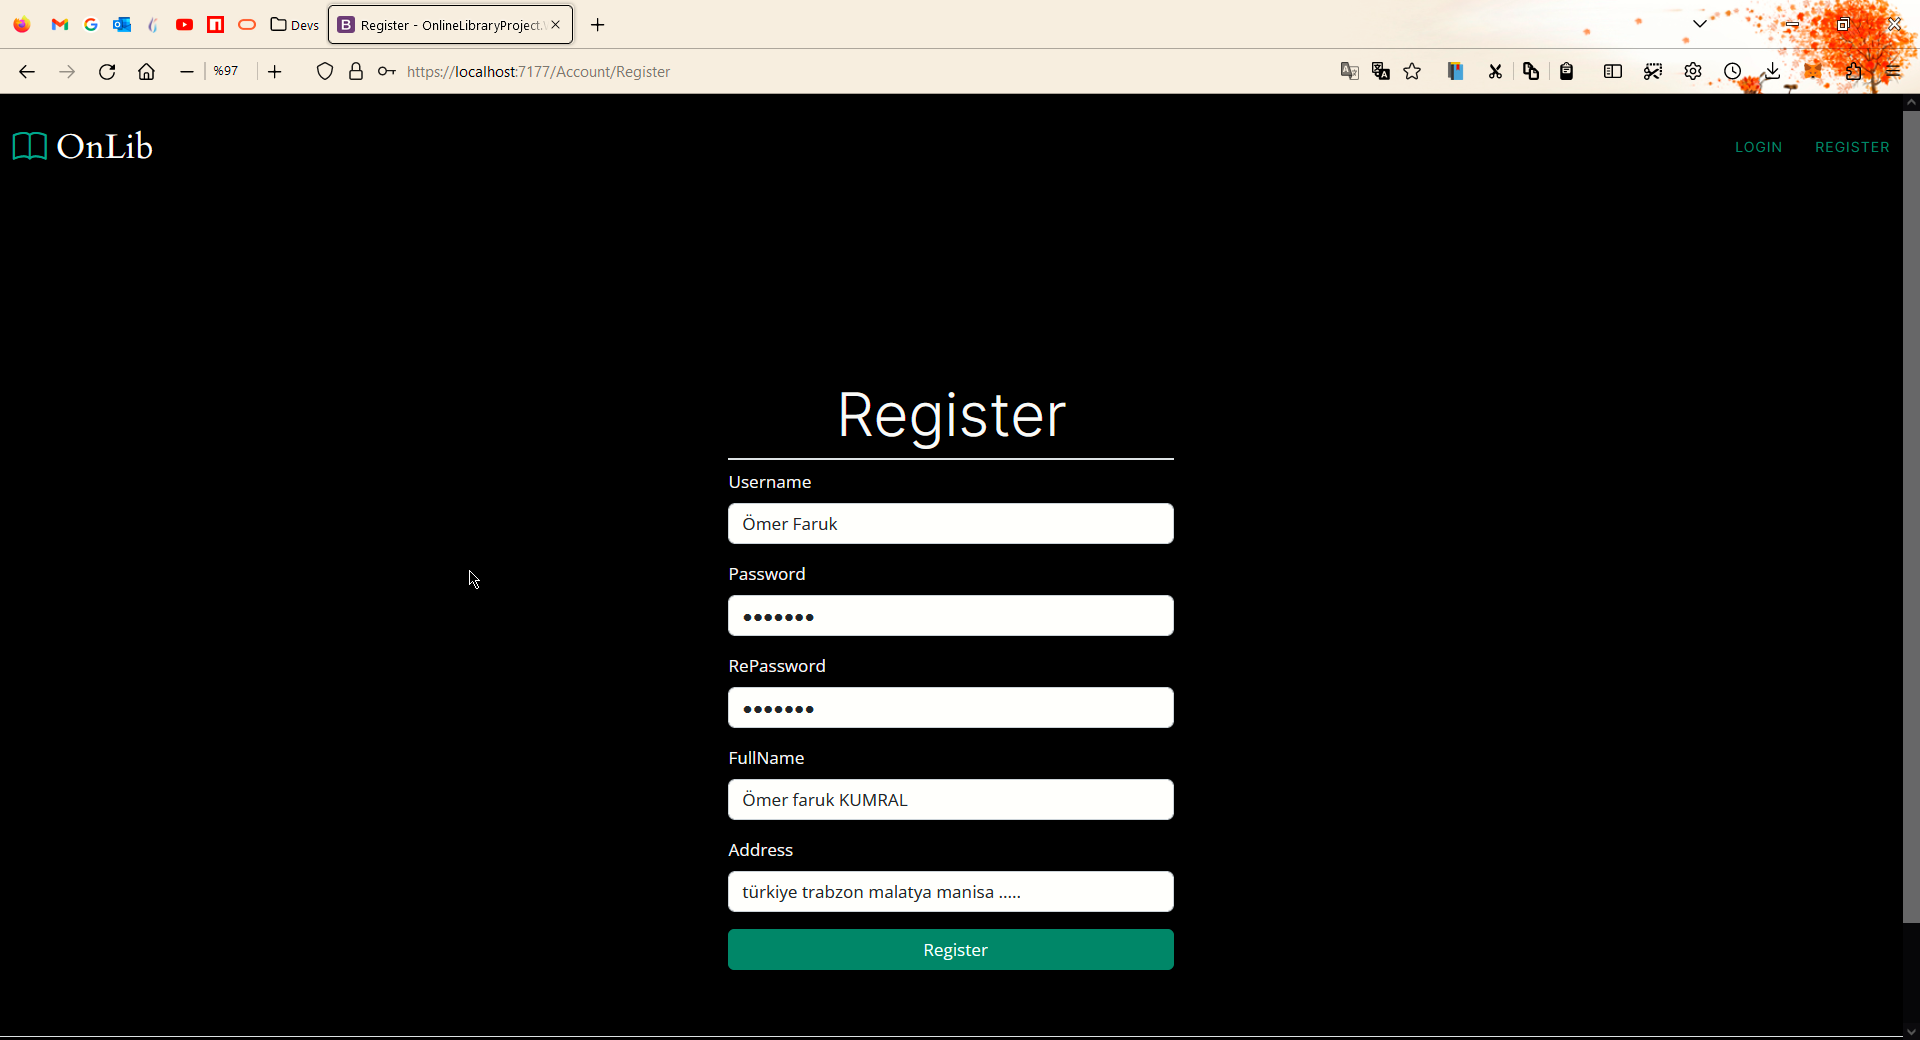 Devs
Register - OnlineLibraryProject.
%97
https://localhost:7177/Account/Register
OnLib
LOGIN
REGISTER
Register
Username
Ömer Faruk
Password
RePassword
FullName
Ömer faruk KUMRAL
Address
türkiye trabzon malatya manisa .....
Register